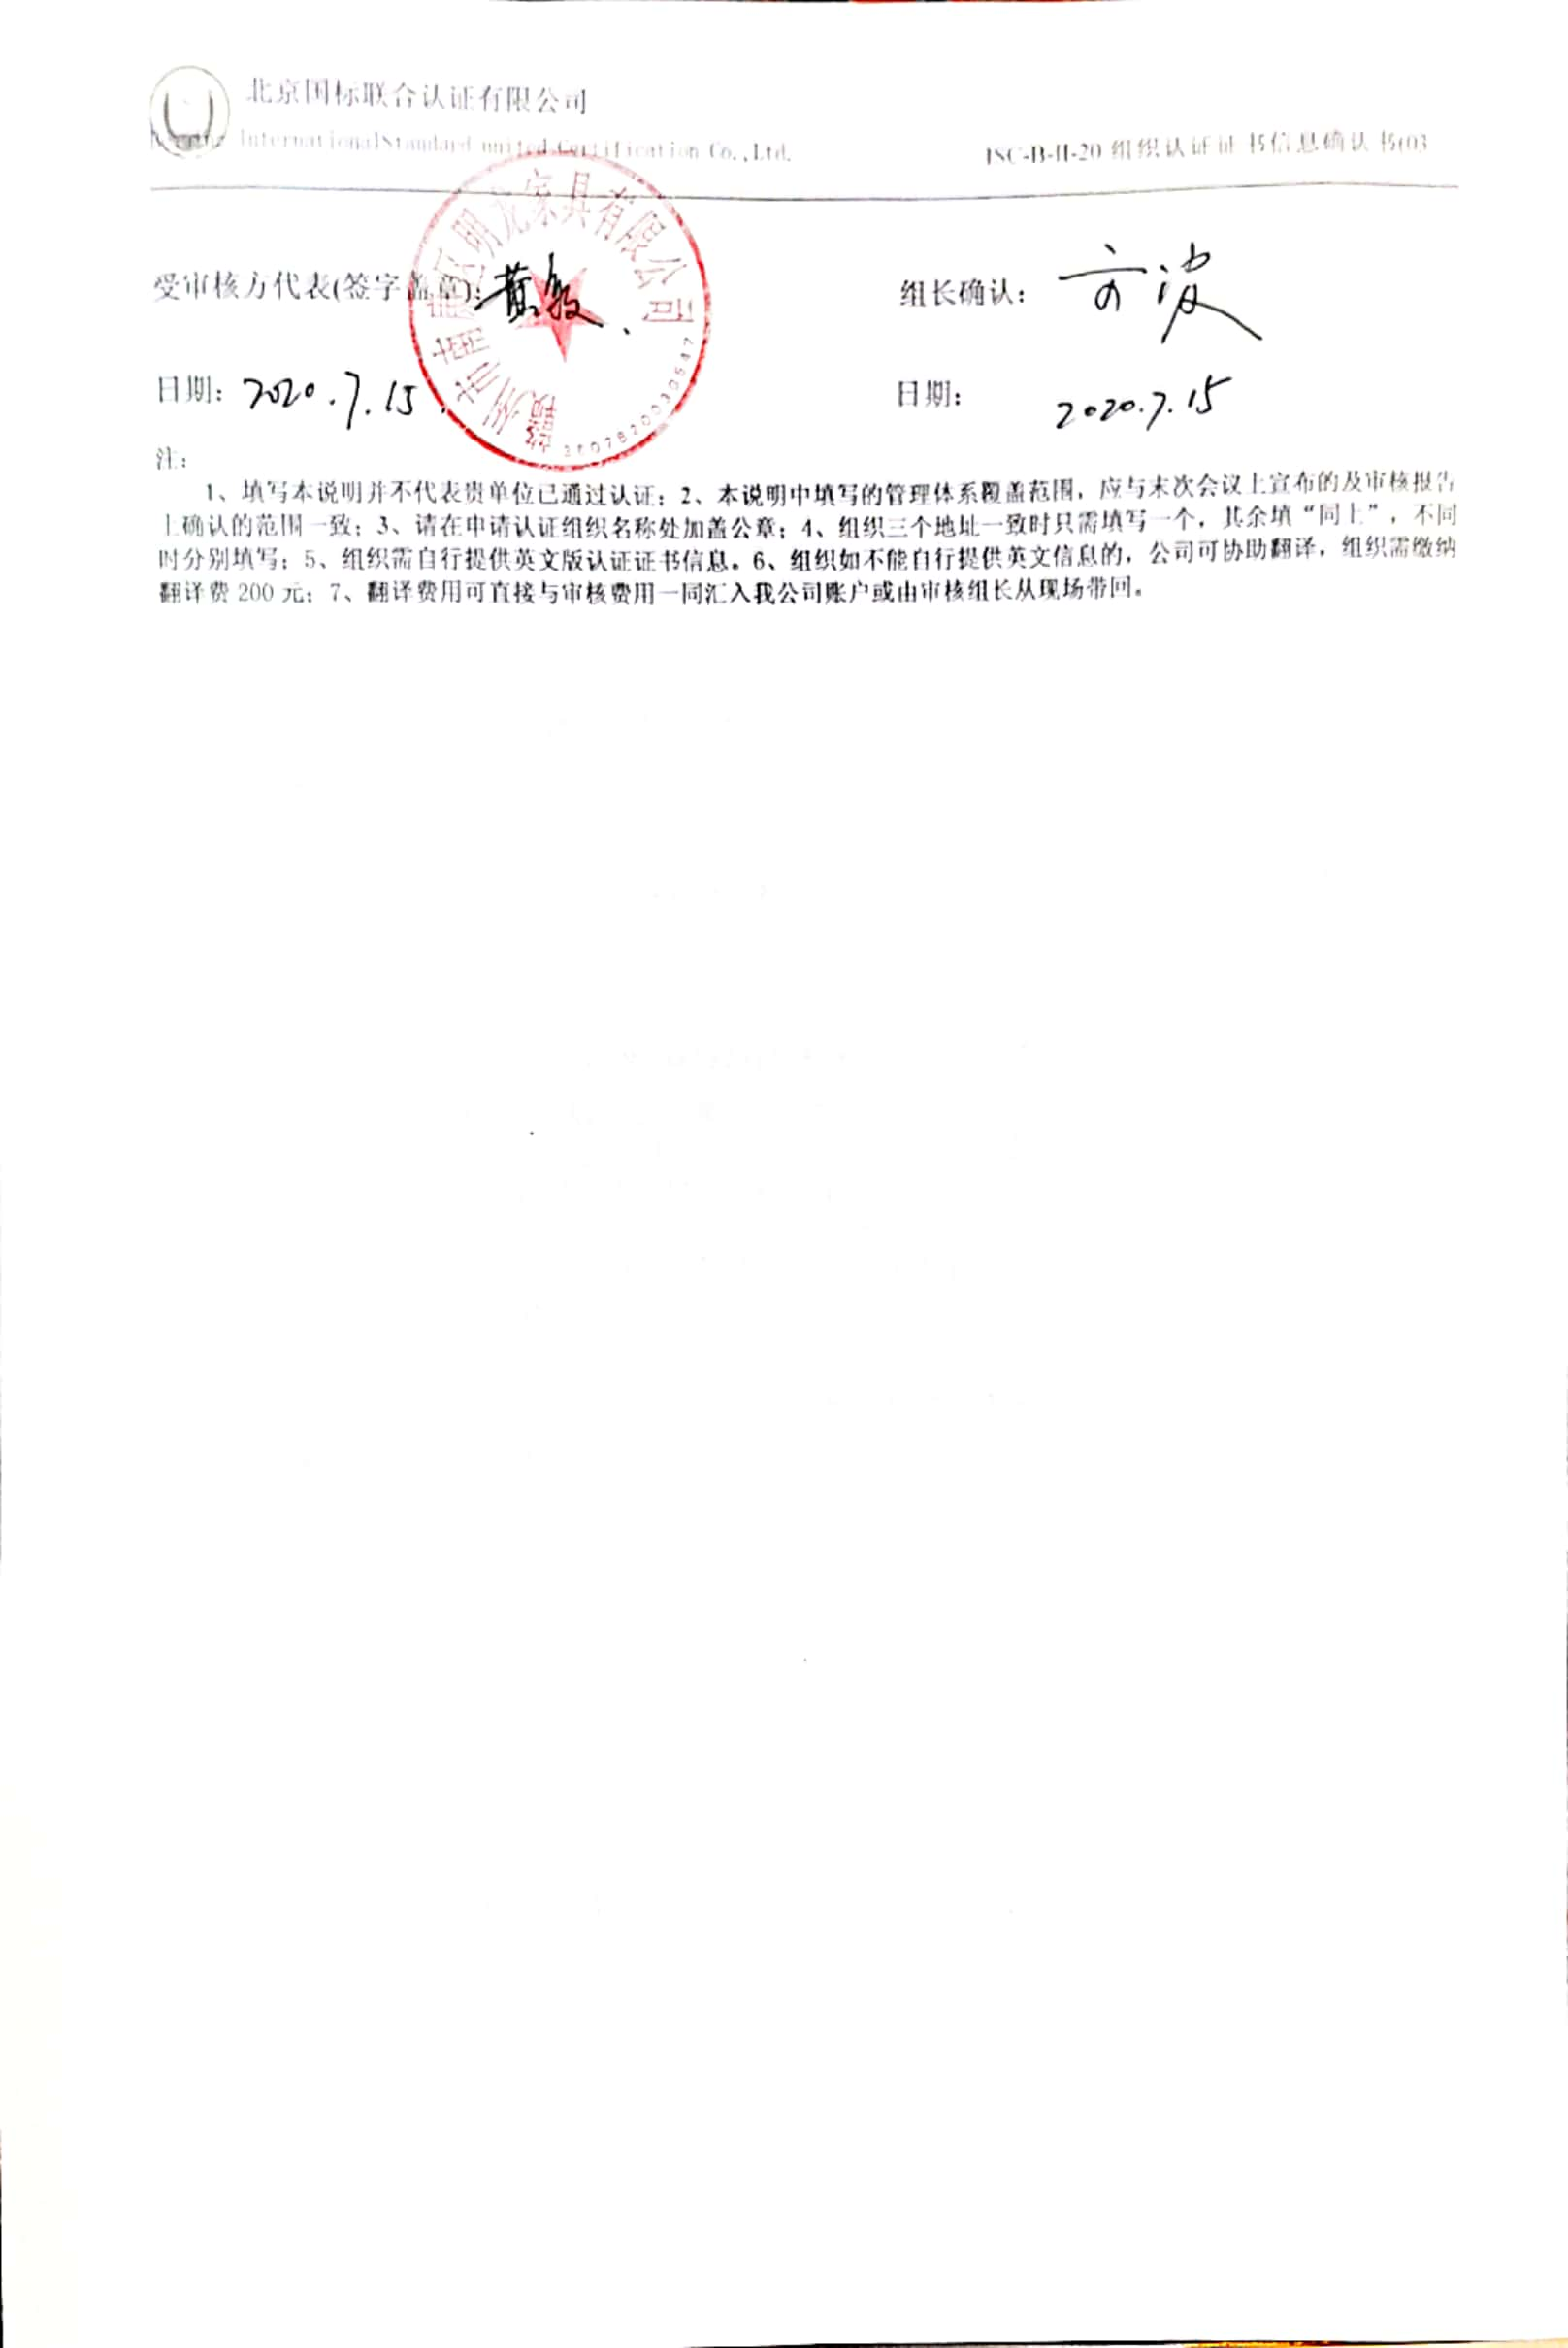 北京国标联合认证有限公司
InternationalStandard united Certification Co.,Ltd.
ISC-B-II-20 组织认证证书信息确认书(03
受审核方代表(签字盖章): 黄毅
组长确认: 波
日期: 2020.7.15
日期: 2020.7.15
家具有限公司
注:
1、填写本说明并不代表贵单位已通过认证; 2、本说明中填写的管理体系覆盖范围, 应与末次会议上宣布的及审核报告
上确认的范围一致; 3、请在申请认证组织名称处加盖公章; 4、组织三个地址一致时只需填写一个, 其余填“同上”, 不同
时分别填写; 5、组织需自行提供英文版认证证书信息。6、组织如不能自行提供英文信息的, 公司可协助翻译, 组织需缴纳
翻译费 200 元; 7、翻译费用可直接与审核费用一同汇入我公司账户或由审核组长从现场带回。